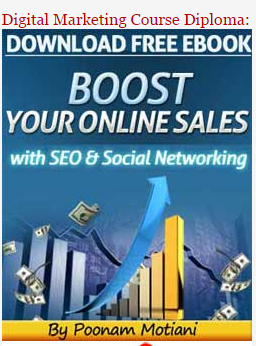 Digital Marketing Course Diploma:
DOWNLOAD FREE EBOOK
BOOST
YOUR ONLINE SALES
with SEO & Social Networking
By Poonam Motiani